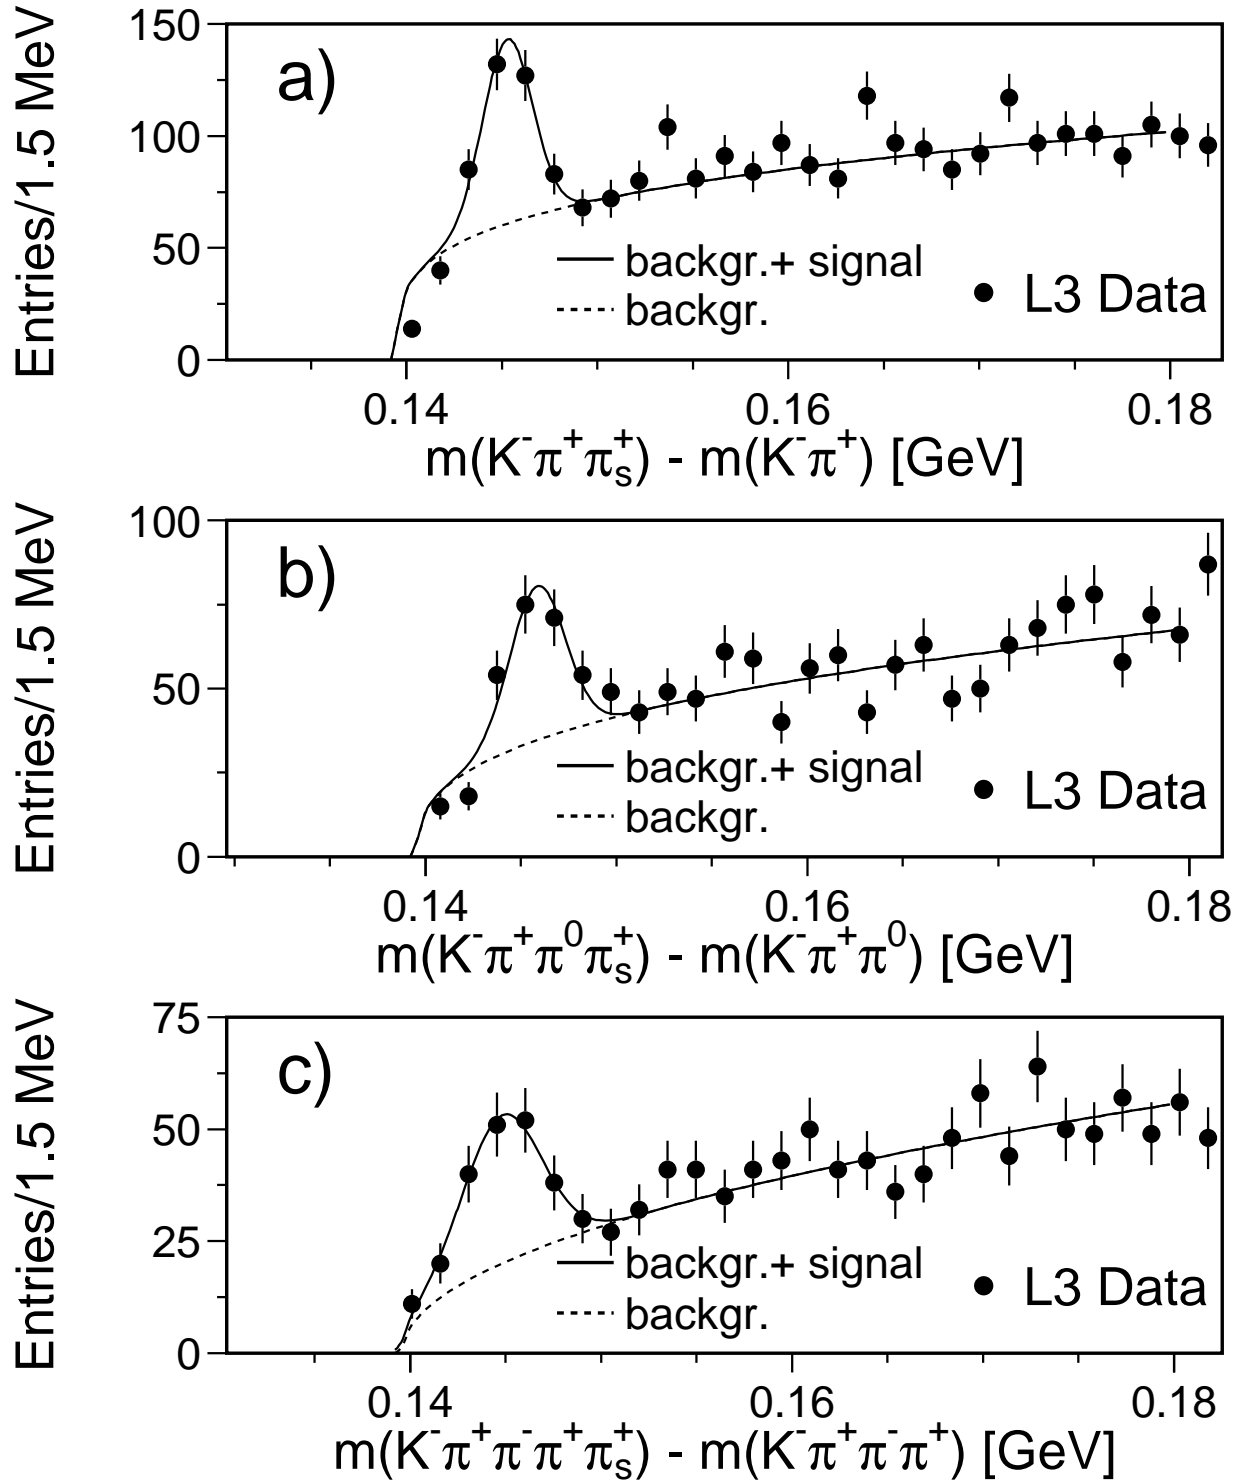 Entries/1.5 MeV
150
100
50
0
a)
backgr.+ signal
backgr.
L3 Data
0.14 0.16 0.18
m(K⁻π⁺πₛ⁺) - m(K⁻π⁺) [GeV]
Entries/1.5 MeV
100
50
0
b)
backgr.+ signal
backgr.
L3 Data
0.14 0.16 0.18
m(K⁻π⁺π⁰πₛ⁺) - m(K⁻π⁺π⁰) [GeV]
Entries/1.5 MeV
75
50
25
0
c)
backgr.+ signal
backgr.
L3 Data
0.14 0.16 0.18
m(K⁻π⁺π⁻π⁺πₛ⁺) - m(K⁻π⁺π⁻π⁺) [GeV]